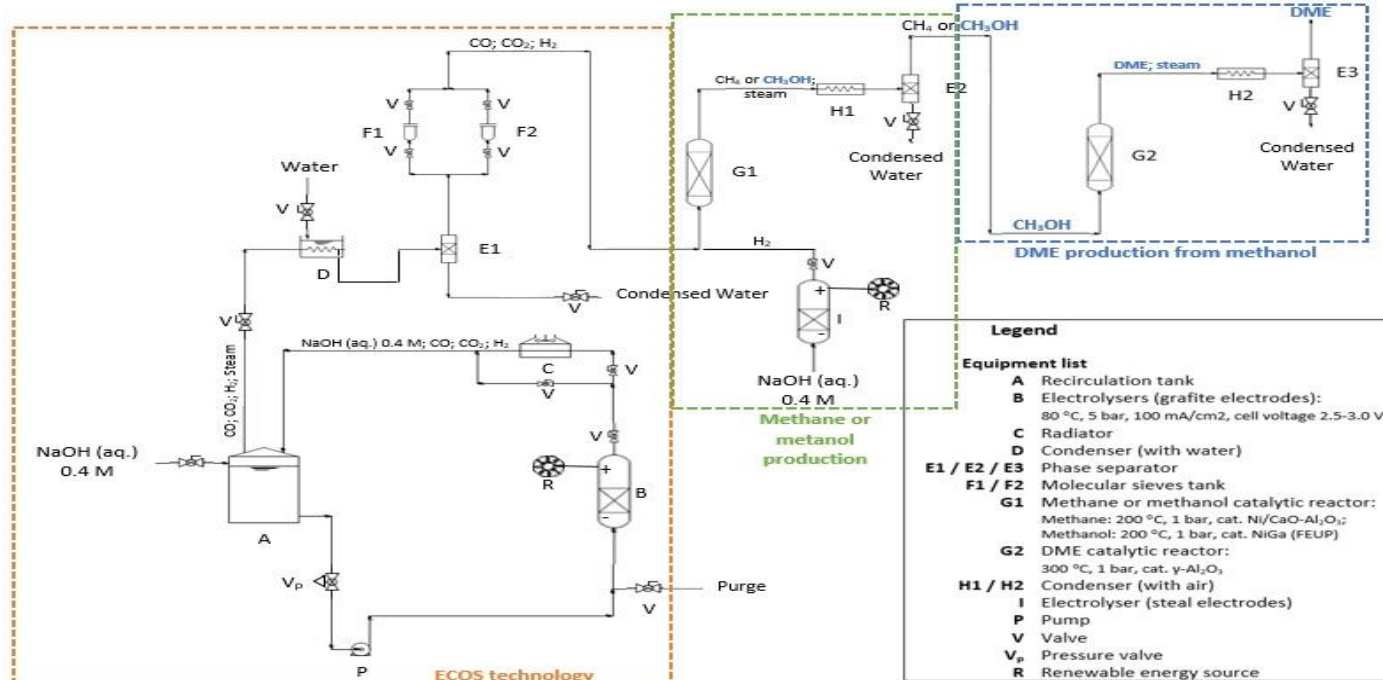 CO; CO₂; H₂
V
V
F1
F2
V
V
Water
V
D
E1
Condensed Water
V
V
CO; CO₂; H₂; Steam
NaOH (aq.) 0.4 M; CO; CO₂; H₂
C
V
V
V
NaOH (aq.)
0.4 M
A
R
+
-
B
Vₚ
V
Purge
P
ECOS technology
CH₄ or CH₃OH
CH₄ or CH₃OH;
steam
H1
E2
V
Condensed
Water
G1
H₂
V
+
-
I
R
NaOH (aq.)
0.4 M
Methane or
metanol
production
DME
DME; steam
H2
E3
V
Condensed
Water
G2
CH₃OH
DME production from methanol
Legend
Equipment list
A Recirculation tank
B Electrolysers (grafite electrodes):
80 °C, 5 bar, 100 mA/cm2, cell voltage 2.5-3.0 V
C Radiator
D Condenser (with water)
E1 / E2 / E3 Phase separator
F1 / F2 Molecular sieves tank
G1 Methane or methanol catalytic reactor:
Methane: 200 °C, 1 bar, cat. Ni/CaO-Al₂O₃;
Methanol: 200 °C, 1 bar, cat. NiGa (FEUP)
G2 DME catalytic reactor:
300 °C, 1 bar, cat. γ-Al₂O₃
H1 / H2 Condenser (with air)
I Electrolyser (steal electrodes)
P Pump
V Valve
Vₚ Pressure valve
R Renewable energy source